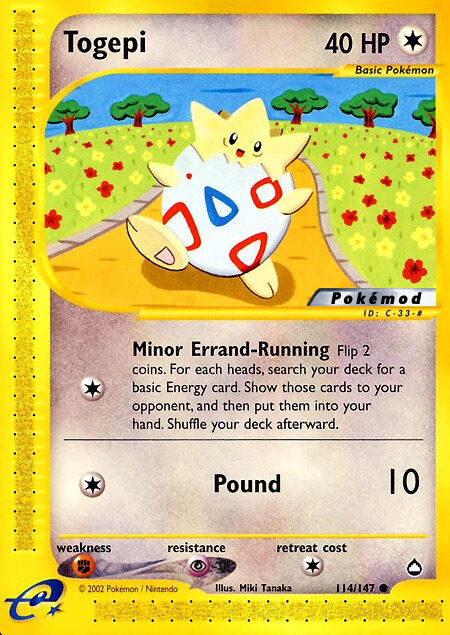 Togepi
40 HP
Basic Pokémon
Pokémod
ID: C-33-#
Minor Errand-Running Flip 2
coins. For each heads, search your deck for a
basic Energy card. Show those cards to your
opponent, and then put them into your
hand. Shuffle your deck afterward.
Pound 10
weakness resistance retreat cost
© 2002 Pokémon / Nintendo Illus. Miki Tanaka 114/147
e